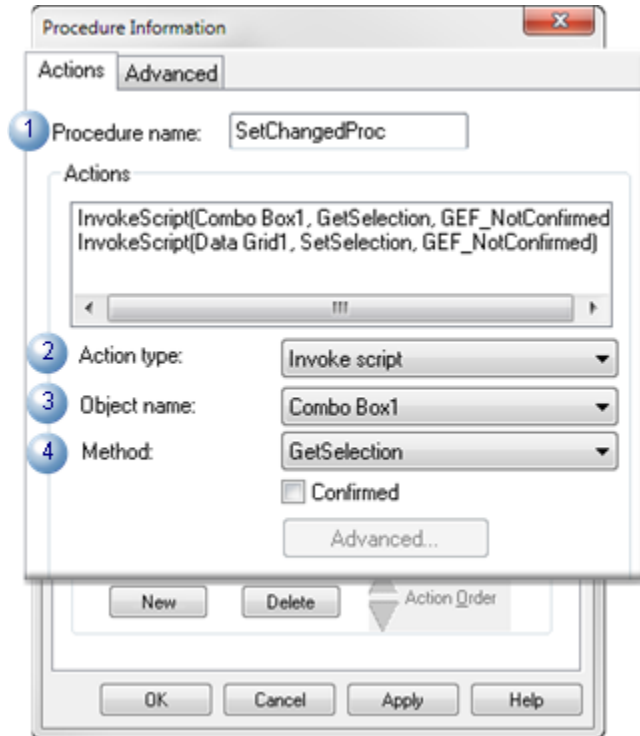 Procedure Information
Actions Advanced
1 Procedure name: SetChangedProc
Actions
InvokeScript(Combo Box1, GetSelection, GEF_NotConfirmed
InvokeScript(Data Grid1, SetSelection, GEF_NotConfirmed)
2 Action type: Invoke script
3 Object name: Combo Box1
4 Method: GetSelection
Confirmed
Advanced...
New Delete Action Order
OK Cancel Apply Help